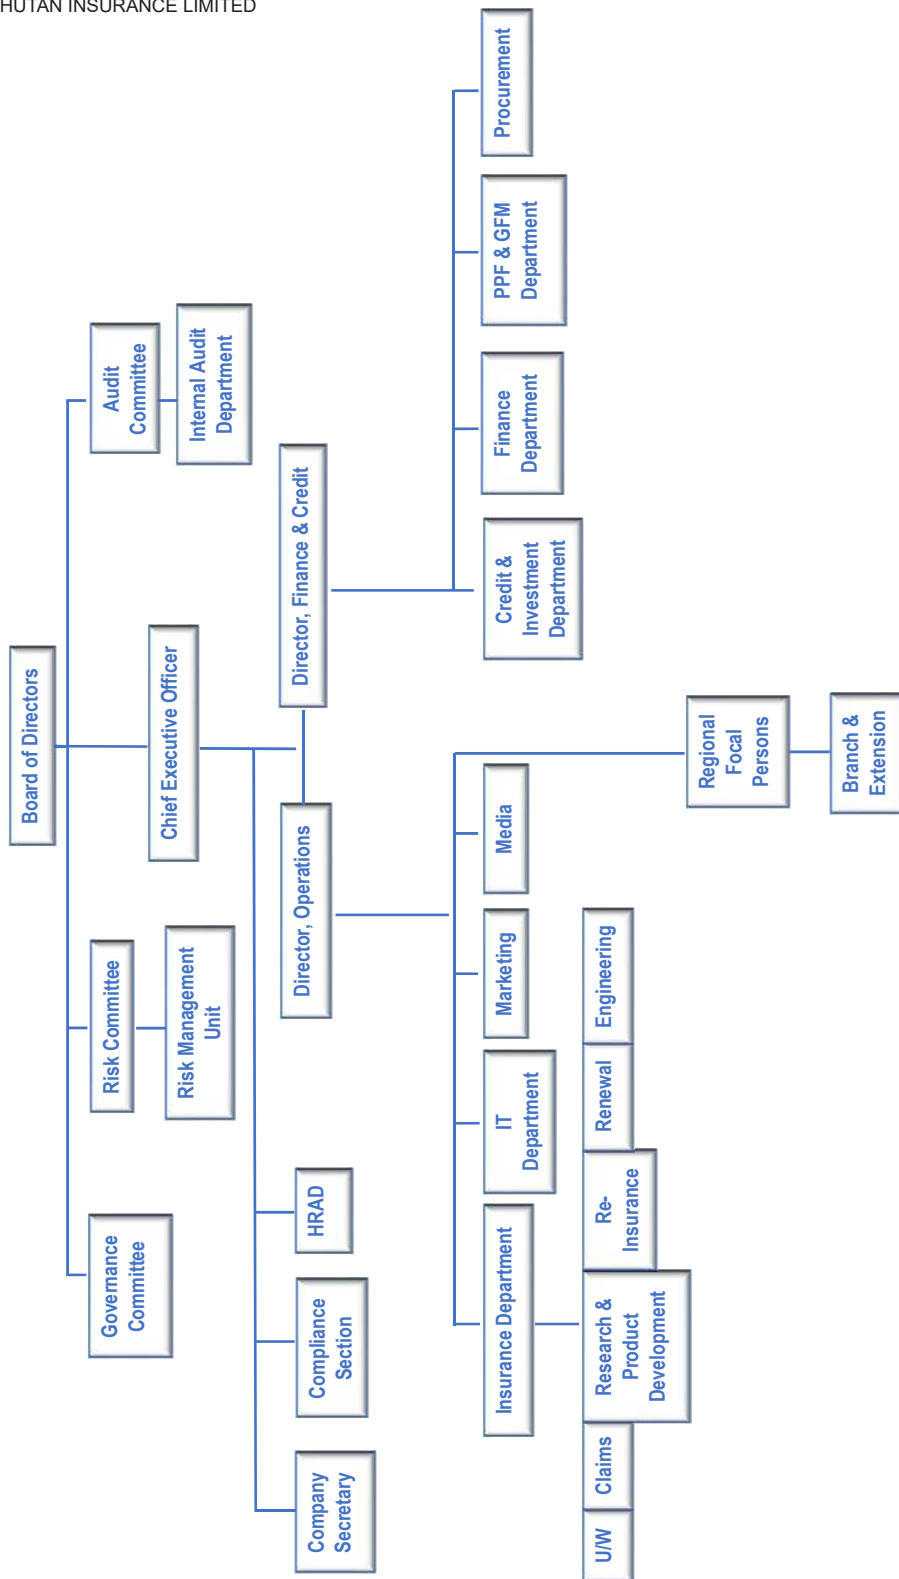 HUTAN INSURANCE LIMITED
Board of Directors
Governance
Committee
Risk Committee
Audit
Committee
Risk Management
Unit
Internal Audit
Department
Chief Executive Officer
Company
Secretary
Compliance
Section
HRAD
Director, Operations
Director, Finance & Credit
Insurance Department
IT
Department
Marketing
Media
Credit &
Investment
Department
Finance
Department
PPF & GFM
Department
Procurement
U/W
Claims
Research &
Product
Development
Re-
Insurance
Renewal
Engineering
Regional
Focal
Persons
Branch &
Extension